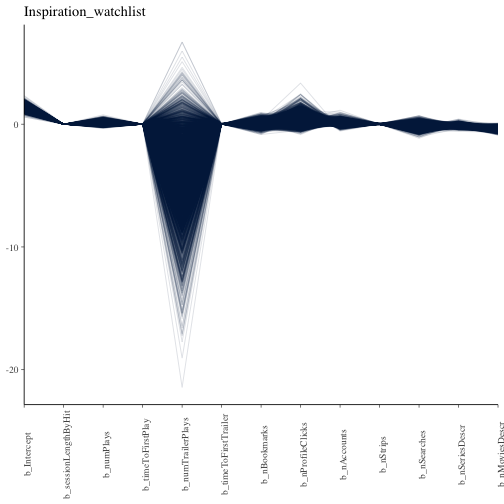 Inspiration_watchlist
0
-10
-20
b_Intercept
b_sessionLengthByHit
b_numPlays
b_timeToFirstPlay
b_numTrailerPlays
b_timeToFirstTrailer
b_nBookmarks
b_nProfileClicks
b_nAccounts
b_nStrips
b_nSearches
b_nSeriesDescr
b_nMoviesDescr